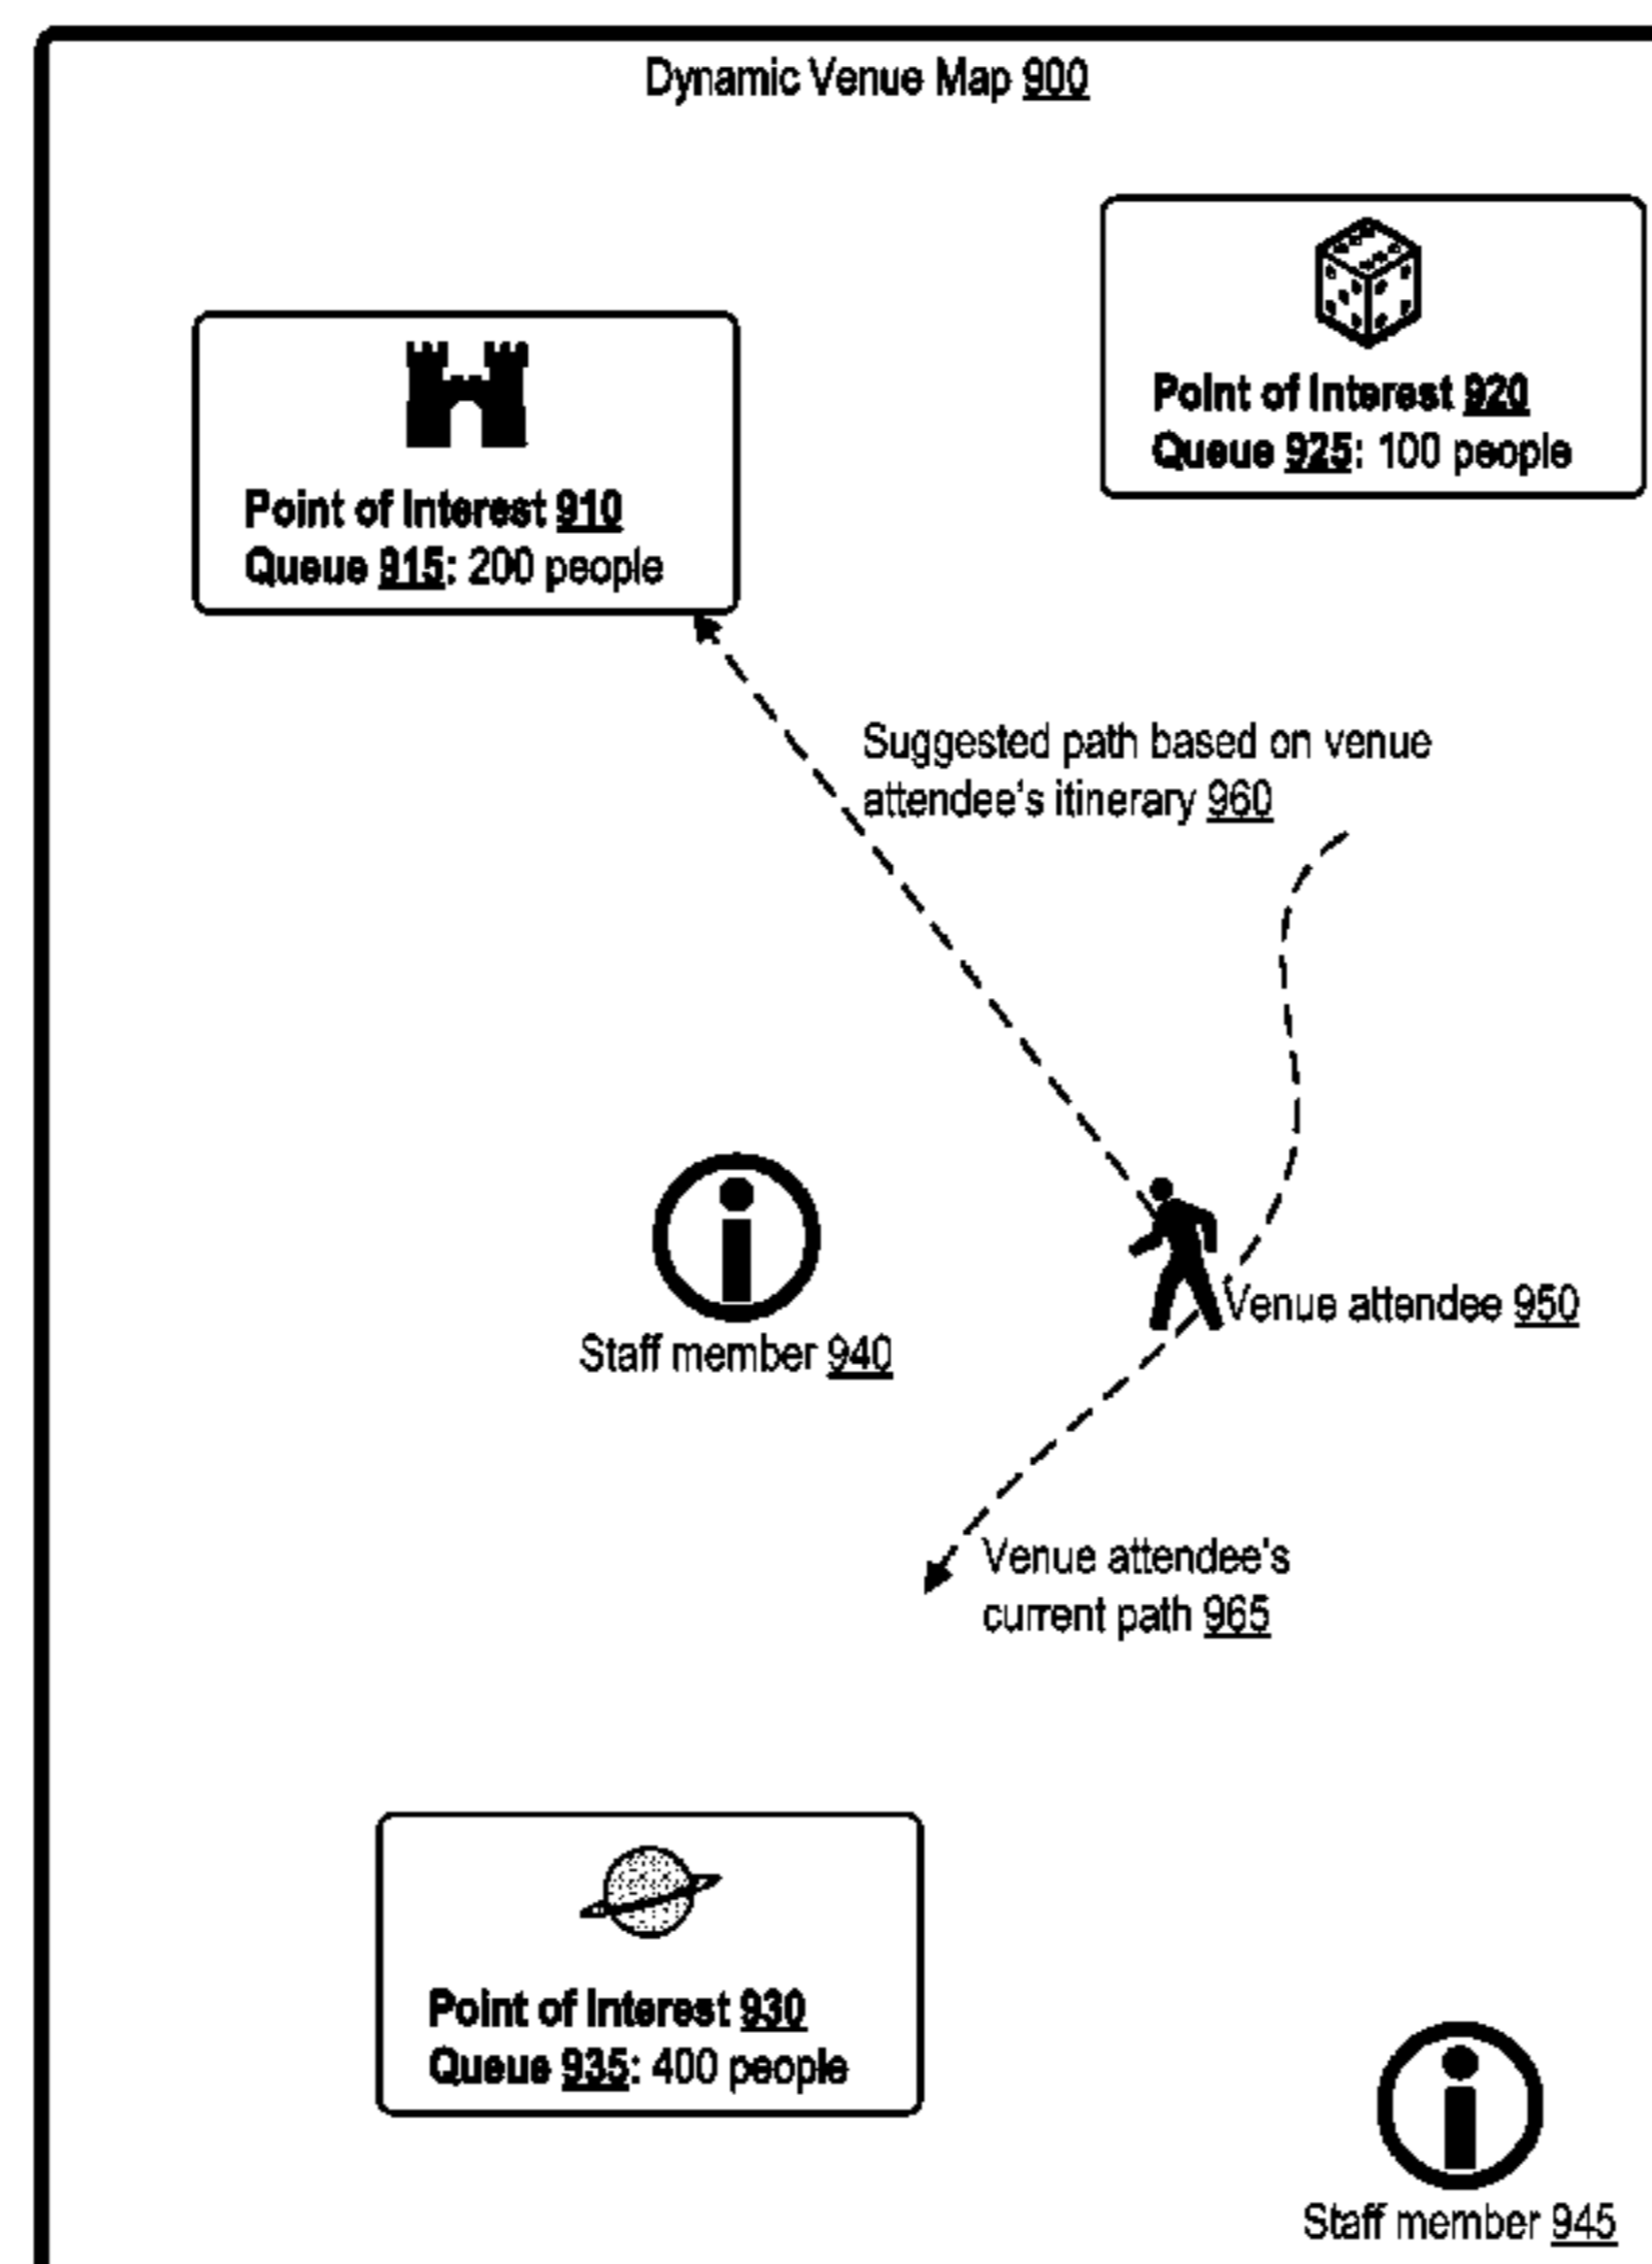 Dynamic Venue Map 900
Point of Interest 920
Queue 925: 100 people
Point of Interest 910
Queue 915: 200 people
Suggested path based on venue
attendee's itinerary 960
Venue attendee 950
Staff member 940
Venue attendee's
current path 965
Point of Interest 930
Queue 935: 400 people
Staff member 945